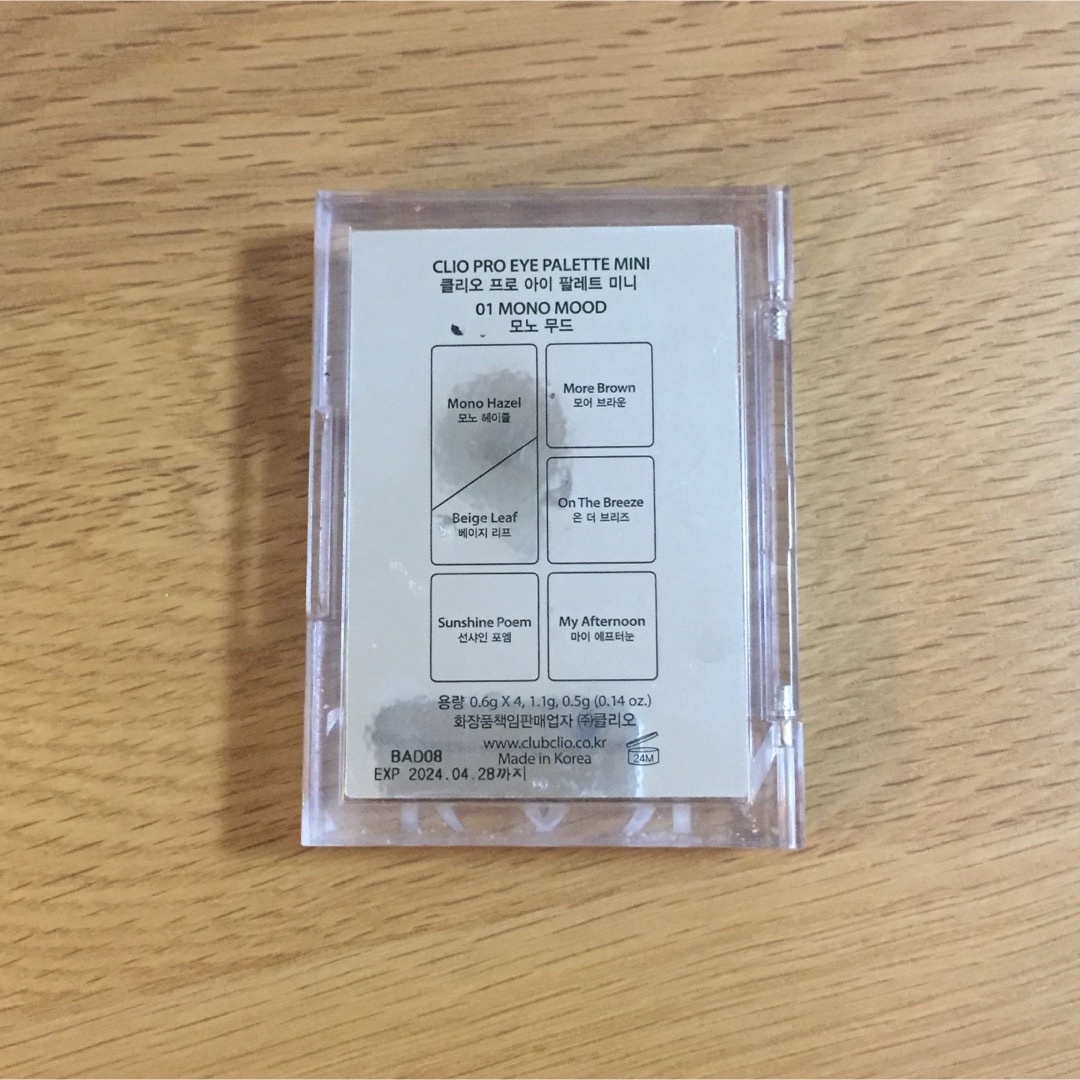 CLIO PRO EYE PALETTE MINI
클리오 프로 아이 팔레트 미니
01 MONO MOOD
모노 무드
Mono Hazel
모노 헤이즐
More Brown
모어 브라운
Beige Leaf
베이지 리프
On The Breeze
온 더 브리즈
Sunshine Poem
선샤인 포엠
My Afternoon
마이 에프터눈
용량 0.6g X 4, 1.1g, 0.5g (0.14 oz.)
화장품책임판매업자 ㈜클리오
www.clubclio.co.kr
Made in Korea
24M
BAD08
EXP 2024.04.28까지